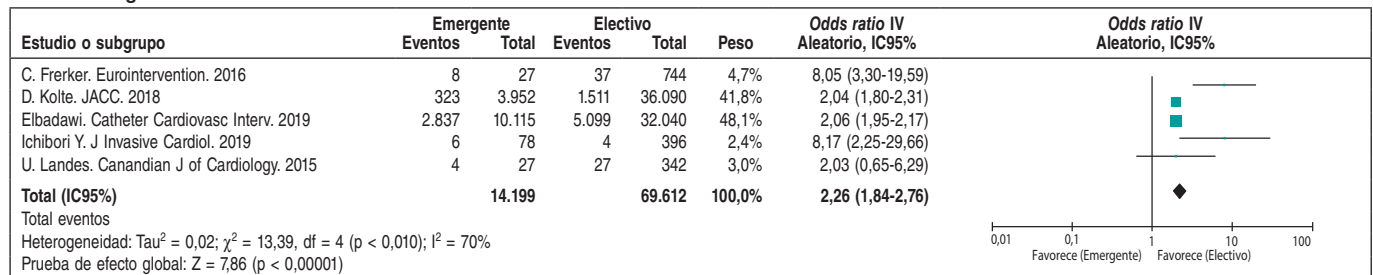 Emergente Electivo Odds ratio IV Odds ratio IV
Estudio o subgrupo Eventos Total Eventos Total Peso Aleatorio, IC95% Aleatorio, IC95%
C. Frerker. Eurointervention. 2016 8 27 37 744 4,7% 8,05 (3,30-19,59)
D. Kolte. JACC. 2018 323 3.952 1.511 36.090 41,8% 2,04 (1,80-2,31)
Elbadawi. Catheter Cardiovasc Interv. 2019 2.837 10.115 5.099 32.040 48,1% 2,06 (1,95-2,17)
Ichibori Y. J Invasive Cardiol. 2019 6 78 4 396 2,4% 8,17 (2,25-29,66)
U. Landes. Canandian J of Cardiology. 2015 4 27 27 342 3,0% 2,03 (0,65-6,29)
Total (IC95%) 14.199 69.612 100,0% 2,26 (1,84-2,76)
Total eventos
Heterogeneidad: Tau² = 0,02; χ² = 13,39, df = 4 (p < 0,010); I² = 70%
Prueba de efecto global: Z = 7,86 (p < 0,00001)
0,01 0,1 1 10 100
Favorece (Emergente) Favorece (Electivo)